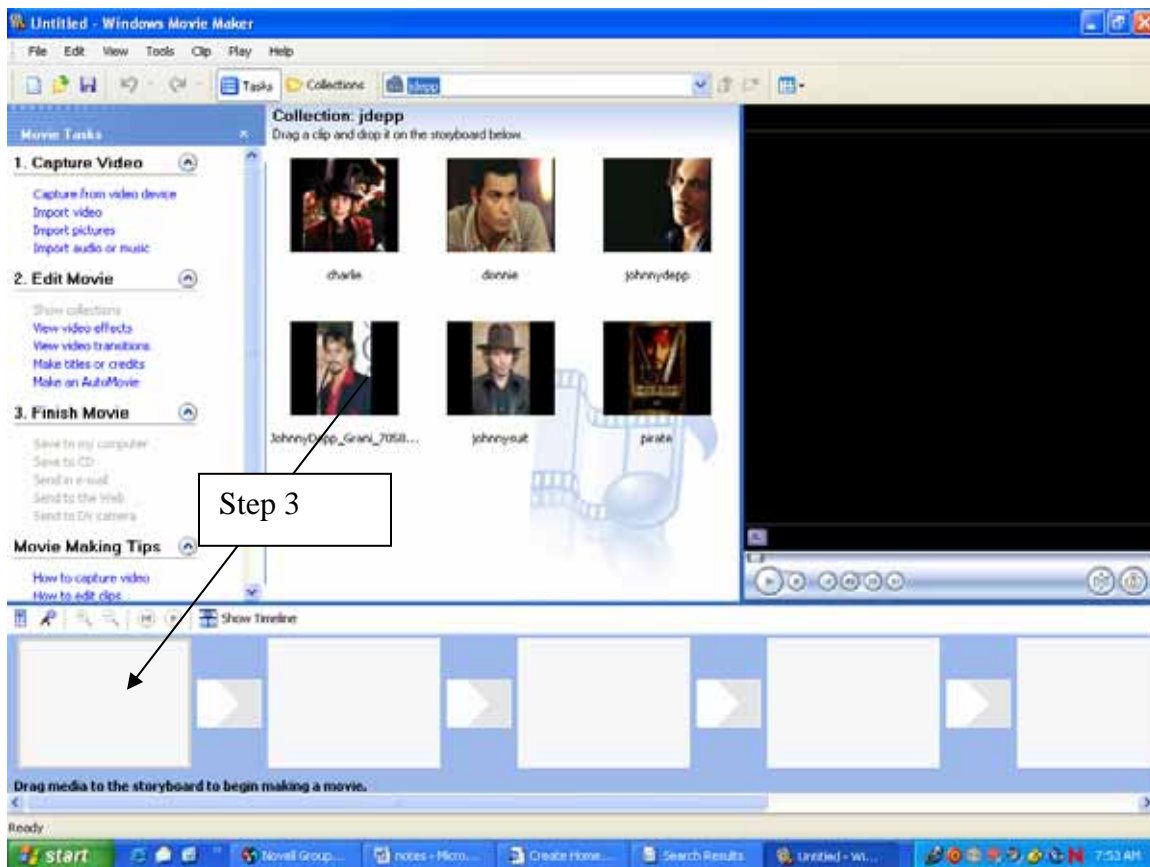 Untitled - Windows Movie Maker
File Edit View Tools Clip Play Help
Tasks Collections jdepp
Movie Tasks
1. Capture Video
Capture from video device
Import video
Import pictures
Import audio or music
2. Edit Movie
Show collections
View video effects
View video transitions
Make titles or credits
Make an AutoMovie
3. Finish Movie
Save to my computer
Save to CD
Send in e-mail
Send to the Web
Send to DV camera
Movie Making Tips
How to capture video
How to edit clips
Collection: jdepp
Drag a clip and drop it on the storyboard below.
charlie donnie johnnydepp
JohnnyDepp_Grani_7058... johnnysuit pirate
Step 3
Show Timeline
Drag media to the storyboard to begin making a movie.
Ready
start Novell Group... notes - Micro... Create Home... Search Results Untitled - Wi... N 7:53 AM